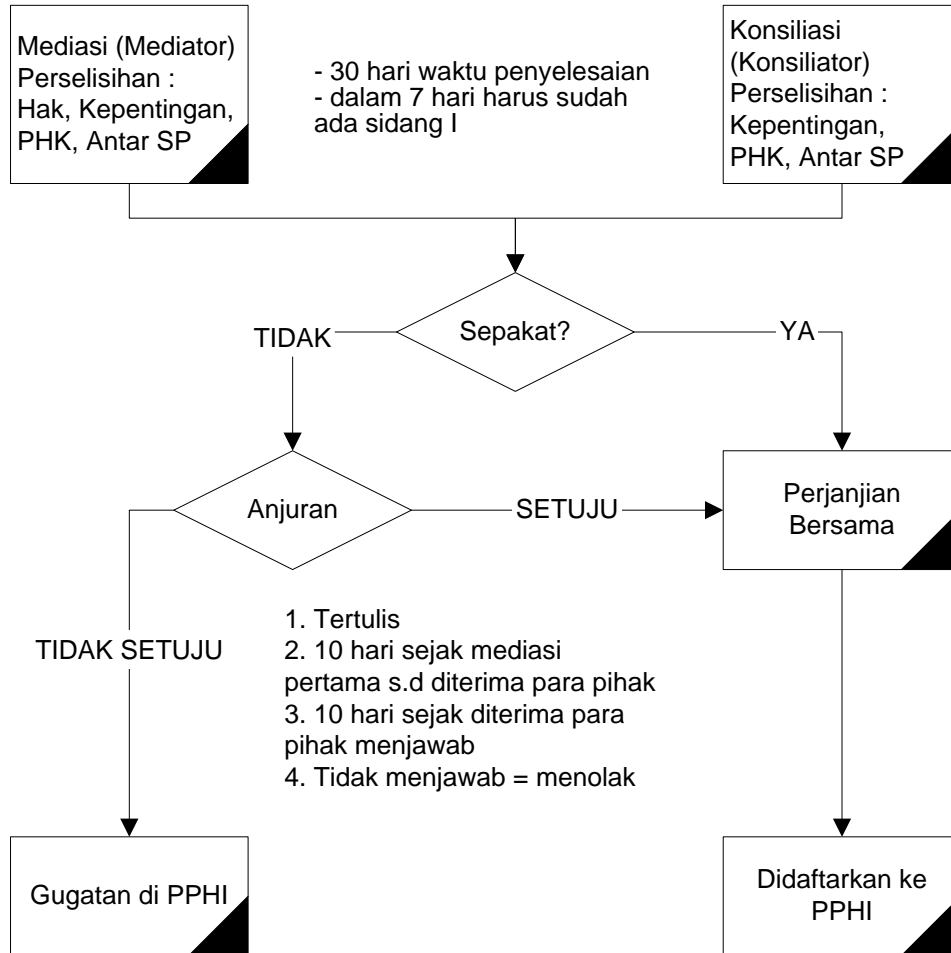 Mediasi (Mediator)
Perselisihan :
Hak, Kepentingan,
PHK, Antar SP
- 30 hari waktu penyelesaian
- dalam 7 hari harus sudah
ada sidang I
Konsiliasi
(Konsiliator)
Perselisihan :
Kepentingan,
PHK, Antar SP
Sepakat?
TIDAK
YA
Anjuran
SETUJU
Perjanjian
Bersama
TIDAK SETUJU
1. Tertulis
2. 10 hari sejak mediasi
pertama s.d diterima para pihak
3. 10 hari sejak diterima para
pihak menjawab
4. Tidak menjawab = menolak
Gugatan di PPHI
Didaftarkan ke
PPHI